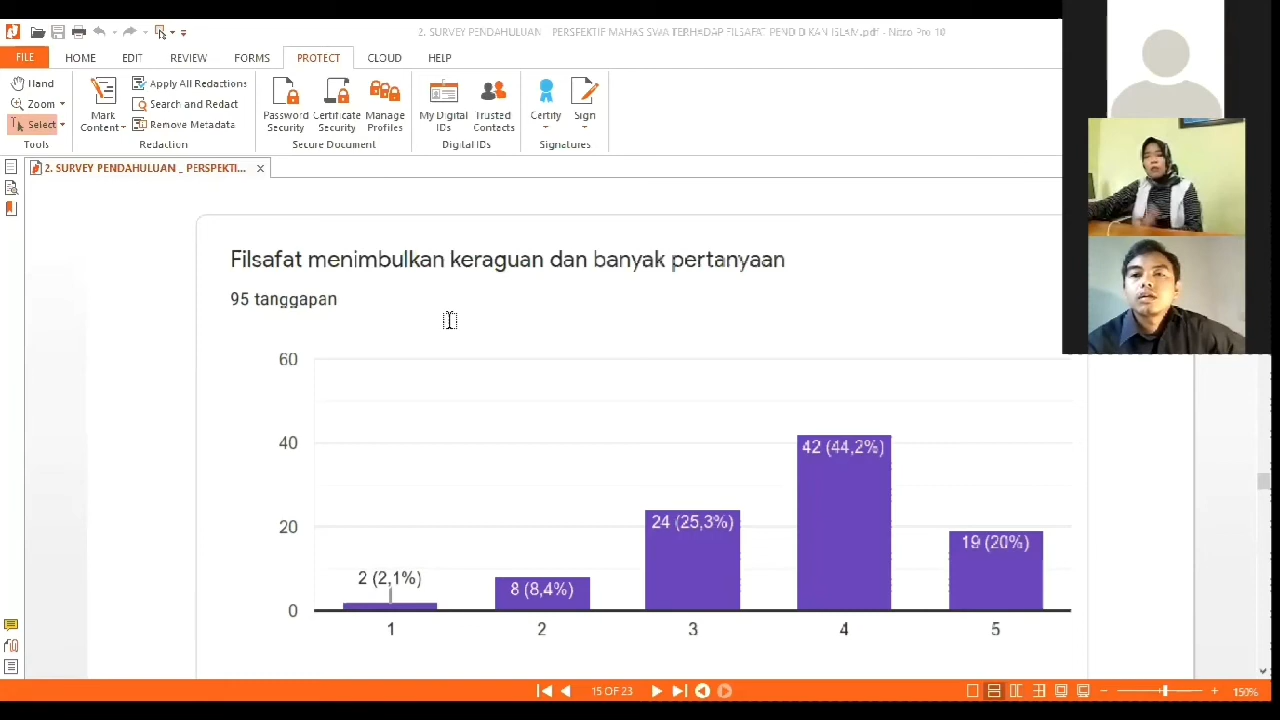 2. SURVEY PENDAHULUAN _ PERSPEKTIF MAHASISWA TERHADAP FILSAFAT PENDIDIKAN ISLAM.pdf - Nitro Pro 10
FILE HOME EDIT REVIEW FORMS PROTECT CLOUD HELP
Hand
Zoom
Select
Tools
Mark Content
Apply All Redactions
Search and Redact
Remove Metadata
Redaction
Password Security
Certificate Security
Manage Profiles
Secure Document
My Digital IDs
Trusted Contacts
Digital IDs
Certify
Sign
Signatures
2. SURVEY PENDAHULUAN _ PERSPEKTI...
Filsafat menimbulkan keraguan dan banyak pertanyaan
95 tanggapan
60
40
20
0
2 (2,1%)
8 (8,4%)
24 (25,3%)
42 (44,2%)
19 (20%)
1 2 3 4 5
15 OF 23
150%